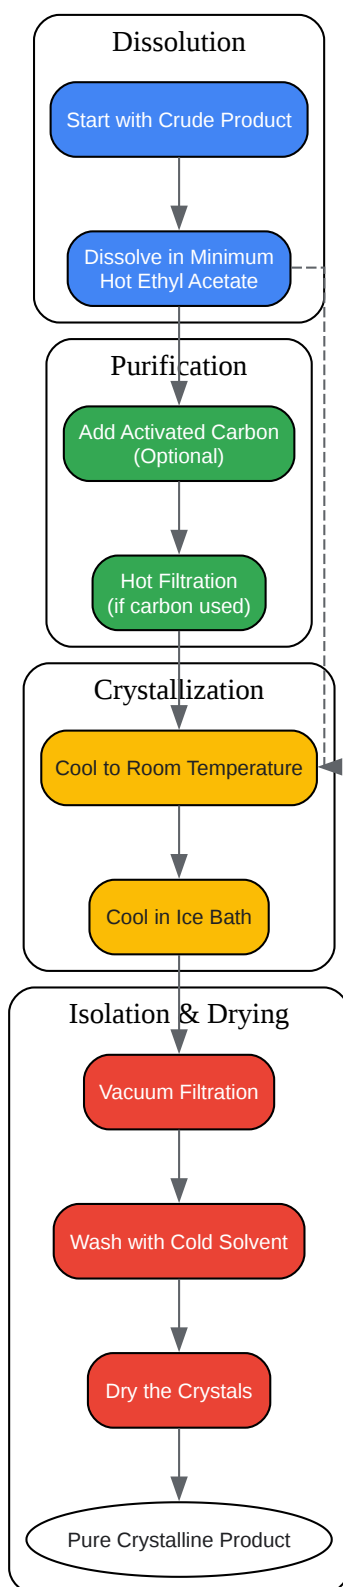 Dissolution
Start with Crude Product
Dissolve in Minimum
Hot Ethyl Acetate
Purification
Add Activated Carbon
(Optional)
Hot Filtration
(if carbon used)
Crystallization
Cool to Room Temperature
Cool in Ice Bath
Isolation & Drying
Vacuum Filtration
Wash with Cold Solvent
Dry the Crystals
Pure Crystalline Product